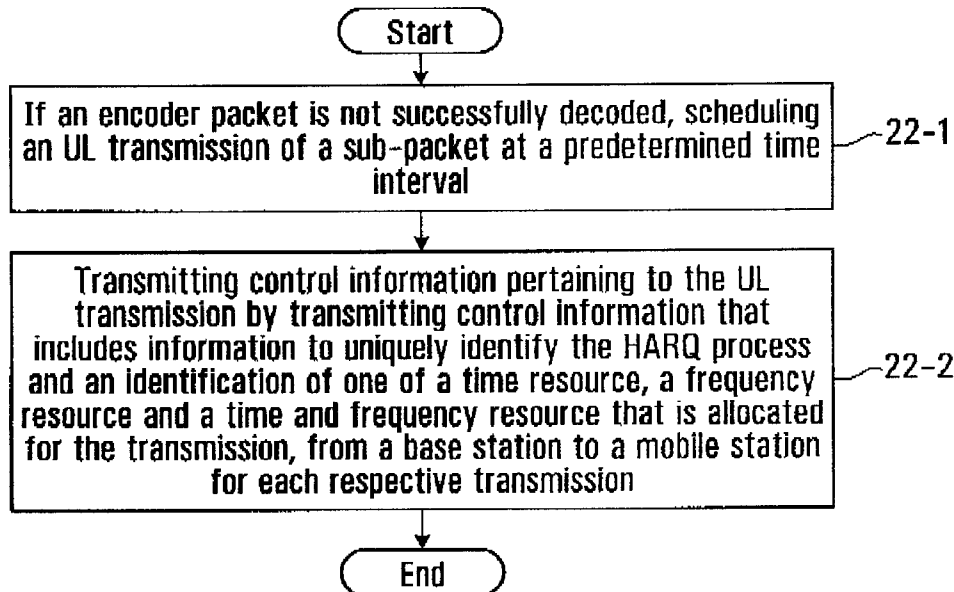 Start
If an encoder packet is not successfully decoded, scheduling
an UL transmission of a sub-packet at a predetermined time
interval
22-1
Transmitting control information pertaining to the UL
transmission by transmitting control information that
includes information to uniquely identify the HARQ process
and an identification of one of a time resource, a frequency
resource and a time and frequency resource that is allocated
for the transmission, from a base station to a mobile station
for each respective transmission
22-2
End